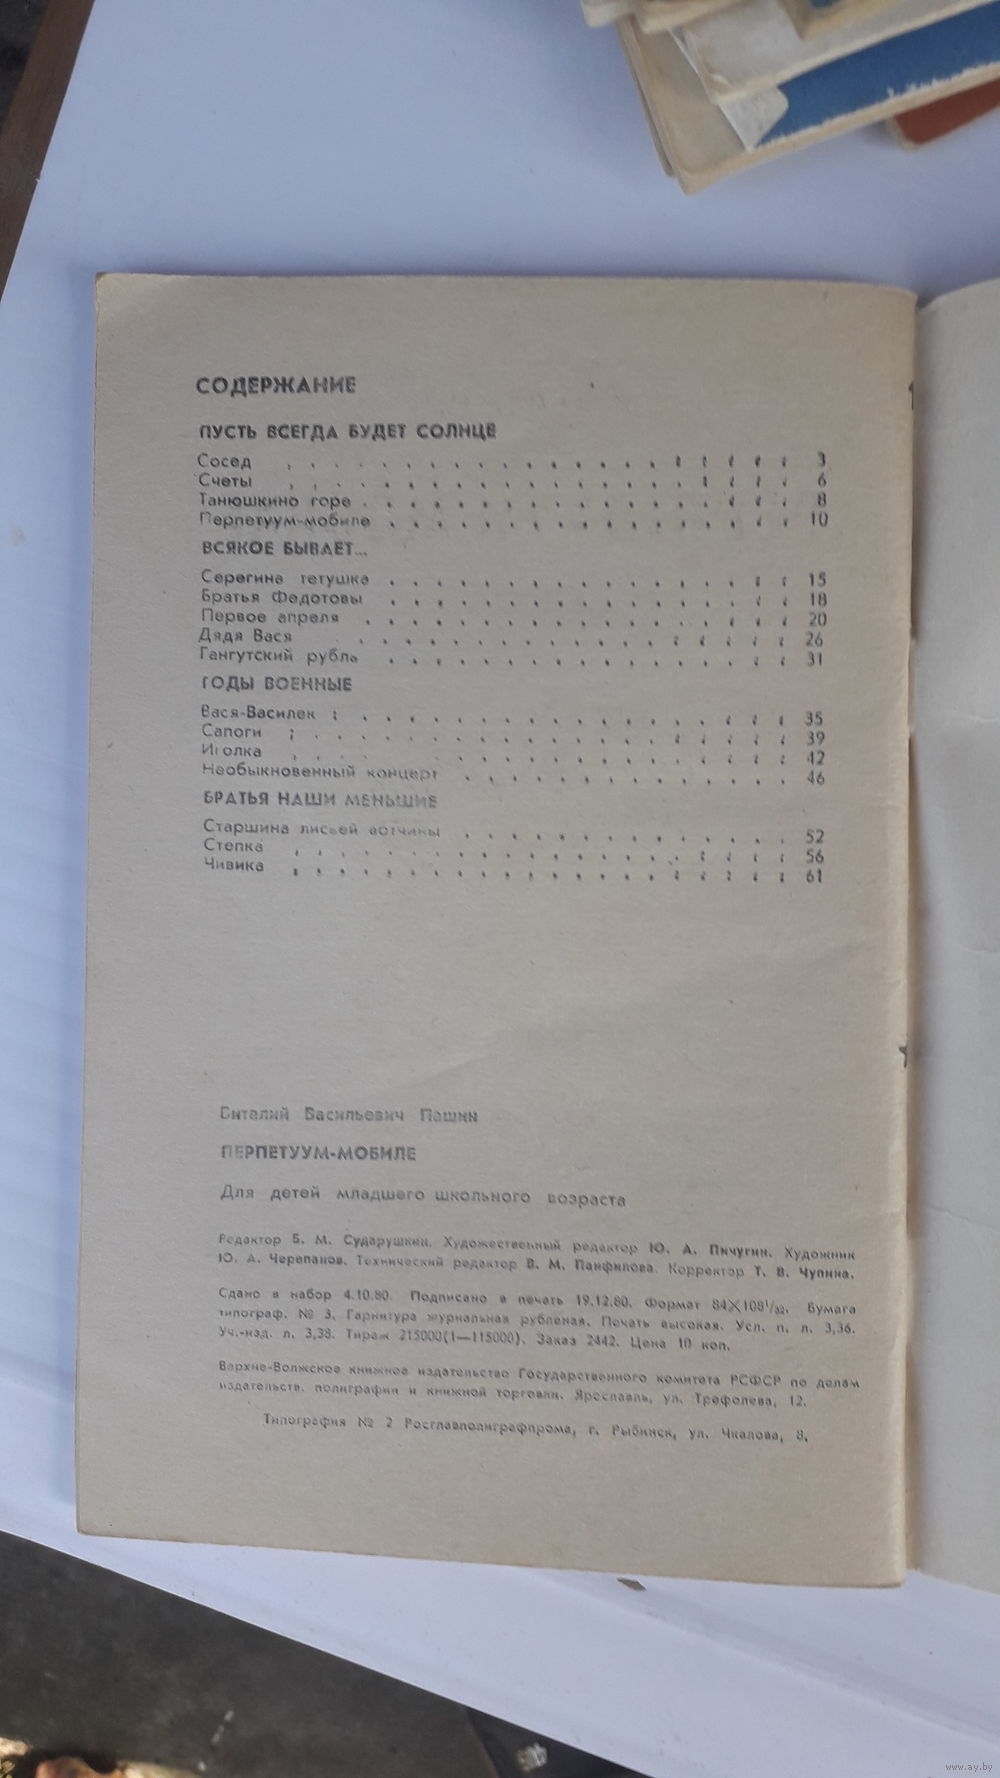 СОДЕРЖАНИЕ
ПУСТЬ ВСЕГДА БУДЕТ СОЛНЦЕ
Сосед 3
Счеты 6
Танюшкино горе 8
Перпетуум-мобиле 10
ВСЯКОЕ БЫВАЕТ...
Серегина тетушка 15
Братья Федотовы 18
Первое апреля 20
Дядя Вася 26
Гангутский рубль 31
ГОДЫ ВОЕННЫЕ
Вася-Василек 35
Сапоги 39
Иголка 42
Необыкновенный концерт 46
БРАТЬЯ НАШИ МЕНЬШИЕ
Старшина лисьей вотчины 52
Степка 56
Чивика 61
Виталий Васильевич Пашин
ПЕРПЕТУУМ-МОБИЛЕ
Для детей младшего школьного возраста
Редактор Б. М. Сударушкин. Художественный редактор Ю. А. Пичугин. Художник
Ю. А. Черепанов. Технический редактор В. М. Панфилова. Корректор Т. В. Чупина.
Сдано в набор 4.10.80. Подписано в печать 19.12.80. Формат 84×108¹/₃₂. Бумага
типограф. № 3. Гарнитура журнальная рубленая. Печать высокая. Усл. п. л. 3,36.
Уч.-изд. л. 3,38. Тираж 215000(1—115000). Заказ 2442. Цена 10 коп.
Верхне-Волжское книжное издательство Государственного комитета РСФСР по делам
издательств, полиграфии и книжной торговли. Ярославль, ул. Трефолева, 12.
Типография № 2 Росглавполиграфпрома, г. Рыбинск, ул. Чкалова, 8.
www.ay.by